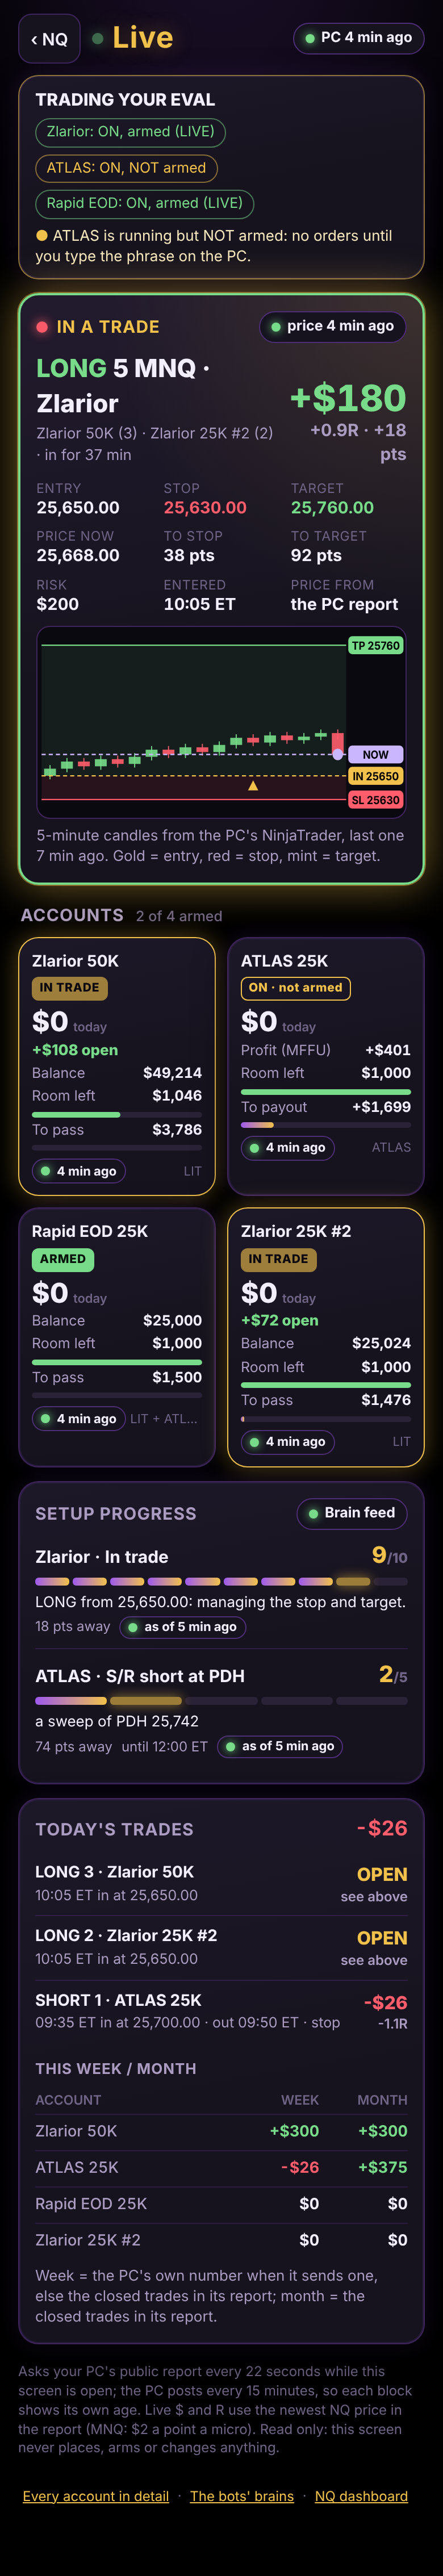 ‹ NQ
Live
PC 4 min ago
TRADING YOUR EVAL
Zlarior: ON, armed (LIVE)
ATLAS: ON, NOT armed
Rapid EOD: ON, armed (LIVE)
ATLAS is running but NOT armed: no orders until
you type the phrase on the PC.
IN A TRADE
price 4 min ago
LONG 5 MNQ ·
Zlarior
+$180
Zlarior 50K (3) · Zlarior 25K #2 (2)
· in for 37 min
+0.9R · +18
pts
ENTRY STOP TARGET
25,650.00 25,630.00 25,760.00
PRICE NOW TO STOP TO TARGET
25,668.00 38 pts 92 pts
RISK ENTERED PRICE FROM
$200 10:05 ET the PC report
TP 25760
NOW
IN 25650
SL 25630
5-minute candles from the PC's NinjaTrader, last one
7 min ago. Gold = entry, red = stop, mint = target.
ACCOUNTS 2 of 4 armed
Zlarior 50K
IN TRADE
$0 today
+$108 open
Balance $49,214
Room left $1,046
To pass $3,786
4 min ago LIT
ATLAS 25K
ON · not armed
$0 today
Profit (MFFU) +$401
Room left $1,000
To payout +$1,699
4 min ago ATLAS
Rapid EOD 25K
ARMED
$0 today
Balance $25,000
Room left $1,000
To pass $1,500
4 min ago LIT + ATL...
Zlarior 25K #2
IN TRADE
$0 today
+$72 open
Balance $25,024
Room left $1,000
To pass $1,476
4 min ago LIT
SETUP PROGRESS
Brain feed
Zlarior · In trade 9/10
LONG from 25,650.00: managing the stop and target.
18 pts away as of 5 min ago
ATLAS · S/R short at PDH 2/5
a sweep of PDH 25,742
74 pts away until 12:00 ET as of 5 min ago
TODAY'S TRADES -$26
LONG 3 · Zlarior 50K OPEN
10:05 ET in at 25,650.00 see above
LONG 2 · Zlarior 25K #2 OPEN
10:05 ET in at 25,650.00 see above
SHORT 1 · ATLAS 25K -$26
09:35 ET in at 25,700.00 · out 09:50 ET · stop -1.1R
THIS WEEK / MONTH
ACCOUNT WEEK MONTH
Zlarior 50K +$300 +$300
ATLAS 25K -$26 +$375
Rapid EOD 25K $0 $0
Zlarior 25K #2 $0 $0
Week = the PC's own number when it sends one,
else the closed trades in its report; month = the
closed trades in its report.
Asks your PC's public report every 22 seconds while this
screen is open; the PC posts every 15 minutes, so each block
shows its own age. Live $ and R use the newest NQ price in
the report (MNQ: $2 a point a micro). Read only: this screen
never places, arms or changes anything.
Every account in detail · The bots' brains · NQ dashboard